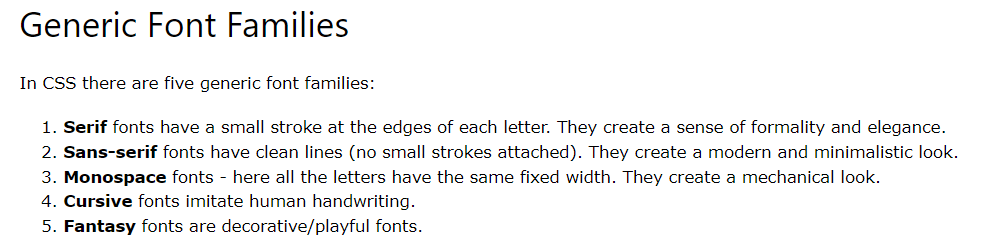 Generic Font Families
In CSS there are five generic font families:
1. Serif fonts have a small stroke at the edges of each letter. They create a sense of formality and elegance.
2. Sans-serif fonts have clean lines (no small strokes attached). They create a modern and minimalistic look.
3. Monospace fonts - here all the letters have the same fixed width. They create a mechanical look.
4. Cursive fonts imitate human handwriting.
5. Fantasy fonts are decorative/playful fonts.